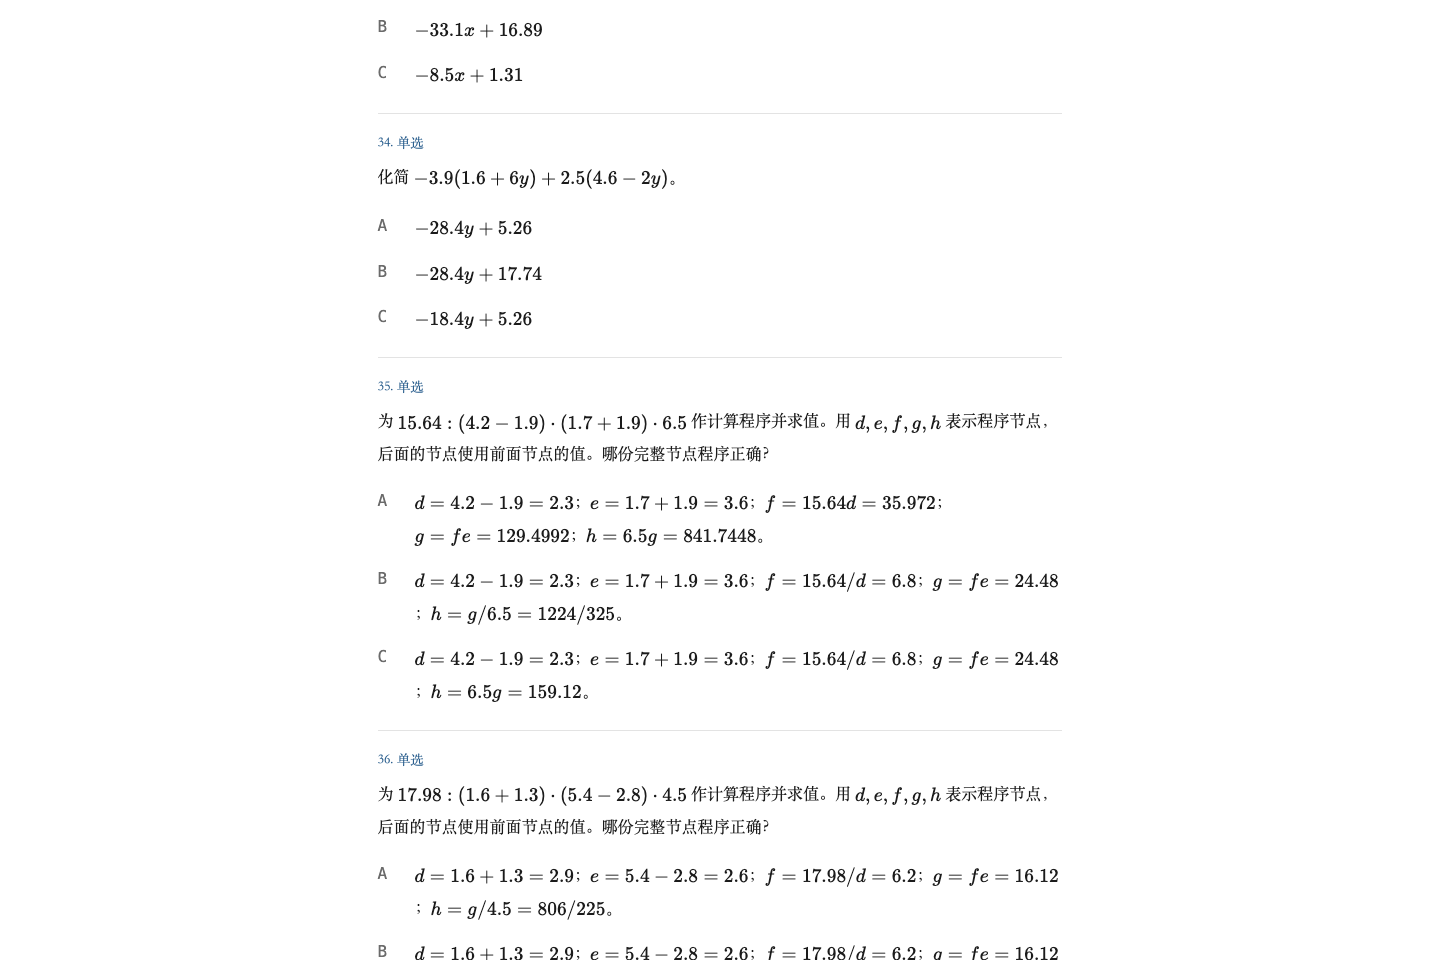 B −33.1x + 16.89
C −8.5x + 1.31
34. 单选
化简 −3.9(1.6 + 6y) + 2.5(4.6 − 2y)。
A −28.4y + 5.26
B −28.4y + 17.74
C −18.4y + 5.26
35. 单选
为 15.64 : (4.2 − 1.9) · (1.7 + 1.9) · 6.5 作计算程序并求值。用 d, e, f, g, h 表示程序节点，
后面的节点使用前面节点的值。哪份完整节点程序正确？
A d = 4.2 − 1.9 = 2.3；e = 1.7 + 1.9 = 3.6；f = 15.64d = 35.972；
g = fe = 129.4992；h = 6.5g = 841.7448。
B d = 4.2 − 1.9 = 2.3；e = 1.7 + 1.9 = 3.6；f = 15.64/d = 6.8；g = fe = 24.48
；h = g/6.5 = 1224/325。
C d = 4.2 − 1.9 = 2.3；e = 1.7 + 1.9 = 3.6；f = 15.64/d = 6.8；g = fe = 24.48
；h = 6.5g = 159.12。
36. 单选
为 17.98 : (1.6 + 1.3) · (5.4 − 2.8) · 4.5 作计算程序并求值。用 d, e, f, g, h 表示程序节点，
后面的节点使用前面节点的值。哪份完整节点程序正确？
A d = 1.6 + 1.3 = 2.9；e = 5.4 − 2.8 = 2.6；f = 17.98/d = 6.2；g = fe = 16.12
；h = g/4.5 = 806/225。
B d = 1.6 + 1.3 = 2.9；e = 5.4 − 2.8 = 2.6；f = 17.98/d = 6.2；g = fe = 16.12